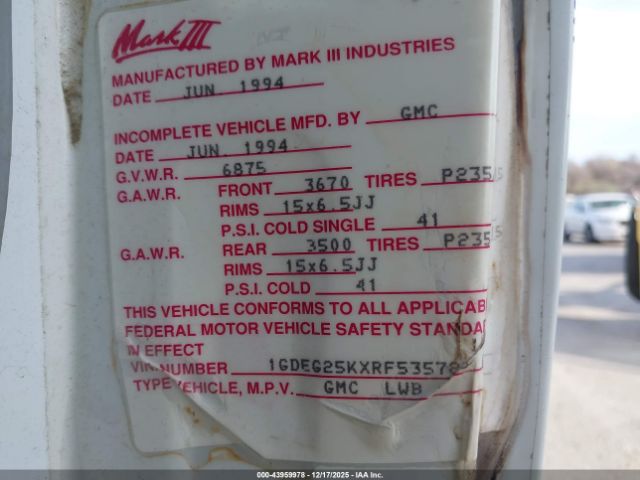 Mark III
MANUFACTURED BY MARK III INDUSTRIES
DATE JUN 1994
INCOMPLETE VEHICLE MFD. BY GMC
DATE JUN 1994
G.V.W.R. 6875
G.A.W.R. FRONT 3670 TIRES P235
RIMS 15x6.5JJ
P.S.I. COLD SINGLE 41
G.A.W.R. REAR 3500 TIRES P235
RIMS 15x6.5JJ
P.S.I. COLD 41
THIS VEHICLE CONFORMS TO ALL APPLICAB
FEDERAL MOTOR VEHICLE SAFETY STANDA
IN EFFECT
VIN NUMBER
TYPE VEHICLE, M.P.V. GMC LWB
000-43959978 - 12/17/2025 - IAA Inc.